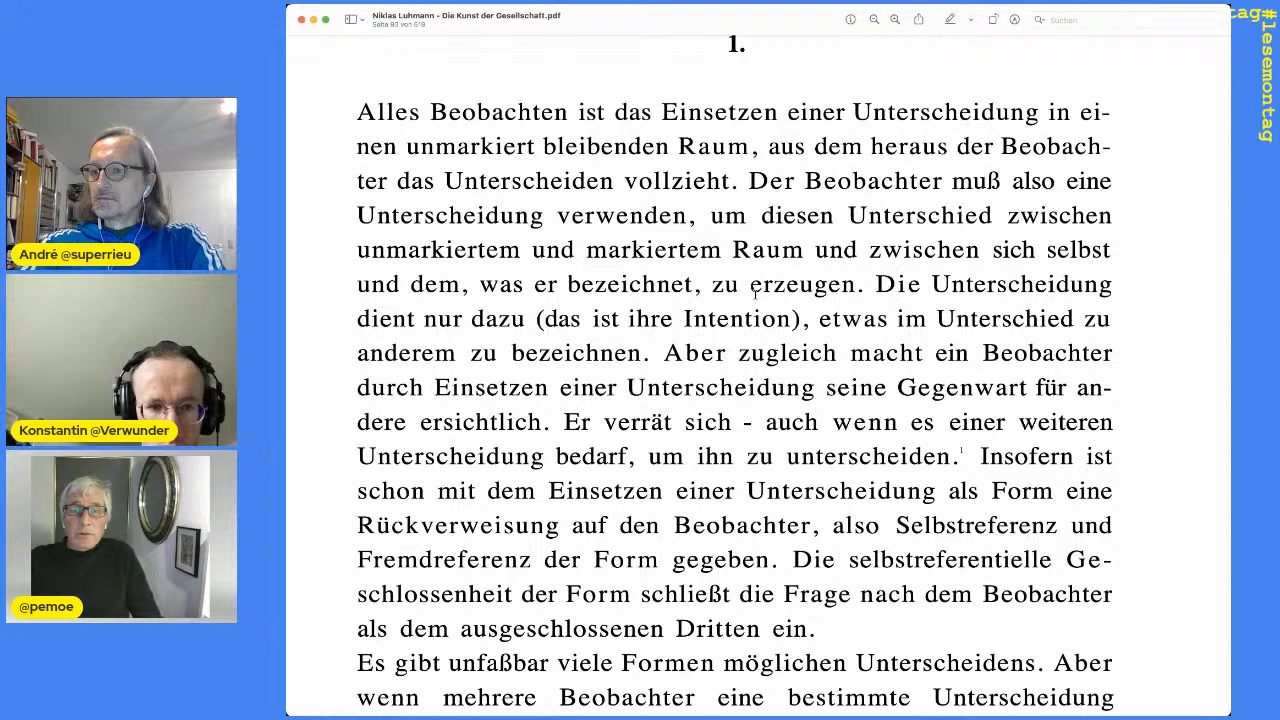 Niklas Luhmann - Die Kunst der Gesellschaft.pdf
Seite 93 von 619
Suchen
tag#lesemontag
1.
Alles Beobachten ist das Einsetzen einer Unterscheidung in ei-
nen unmarkiert bleibenden Raum, aus dem heraus der Beobach-
ter das Unterscheiden vollzieht. Der Beobachter muß also eine
Unterscheidung verwenden, um diesen Unterschied zwischen
unmarkiertem und markiertem Raum und zwischen sich selbst
und dem, was er bezeichnet, zu erzeugen. Die Unterscheidung
dient nur dazu (das ist ihre Intention), etwas im Unterschied zu
anderem zu bezeichnen. Aber zugleich macht ein Beobachter
durch Einsetzen einer Unterscheidung seine Gegenwart für an-
dere ersichtlich. Er verrät sich - auch wenn es einer weiteren
Unterscheidung bedarf, um ihn zu unterscheiden.¹ Insofern ist
schon mit dem Einsetzen einer Unterscheidung als Form eine
Rückverweisung auf den Beobachter, also Selbstreferenz und
Fremdreferenz der Form gegeben. Die selbstreferentielle Ge-
schlossenheit der Form schließt die Frage nach dem Beobachter
als dem ausgeschlossenen Dritten ein.
Es gibt unfaßbar viele Formen möglichen Unterscheidens. Aber
wenn mehrere Beobachter eine bestimmte Unterscheidung
André @superrieu
Konstantin @Verwunder
@pemoe